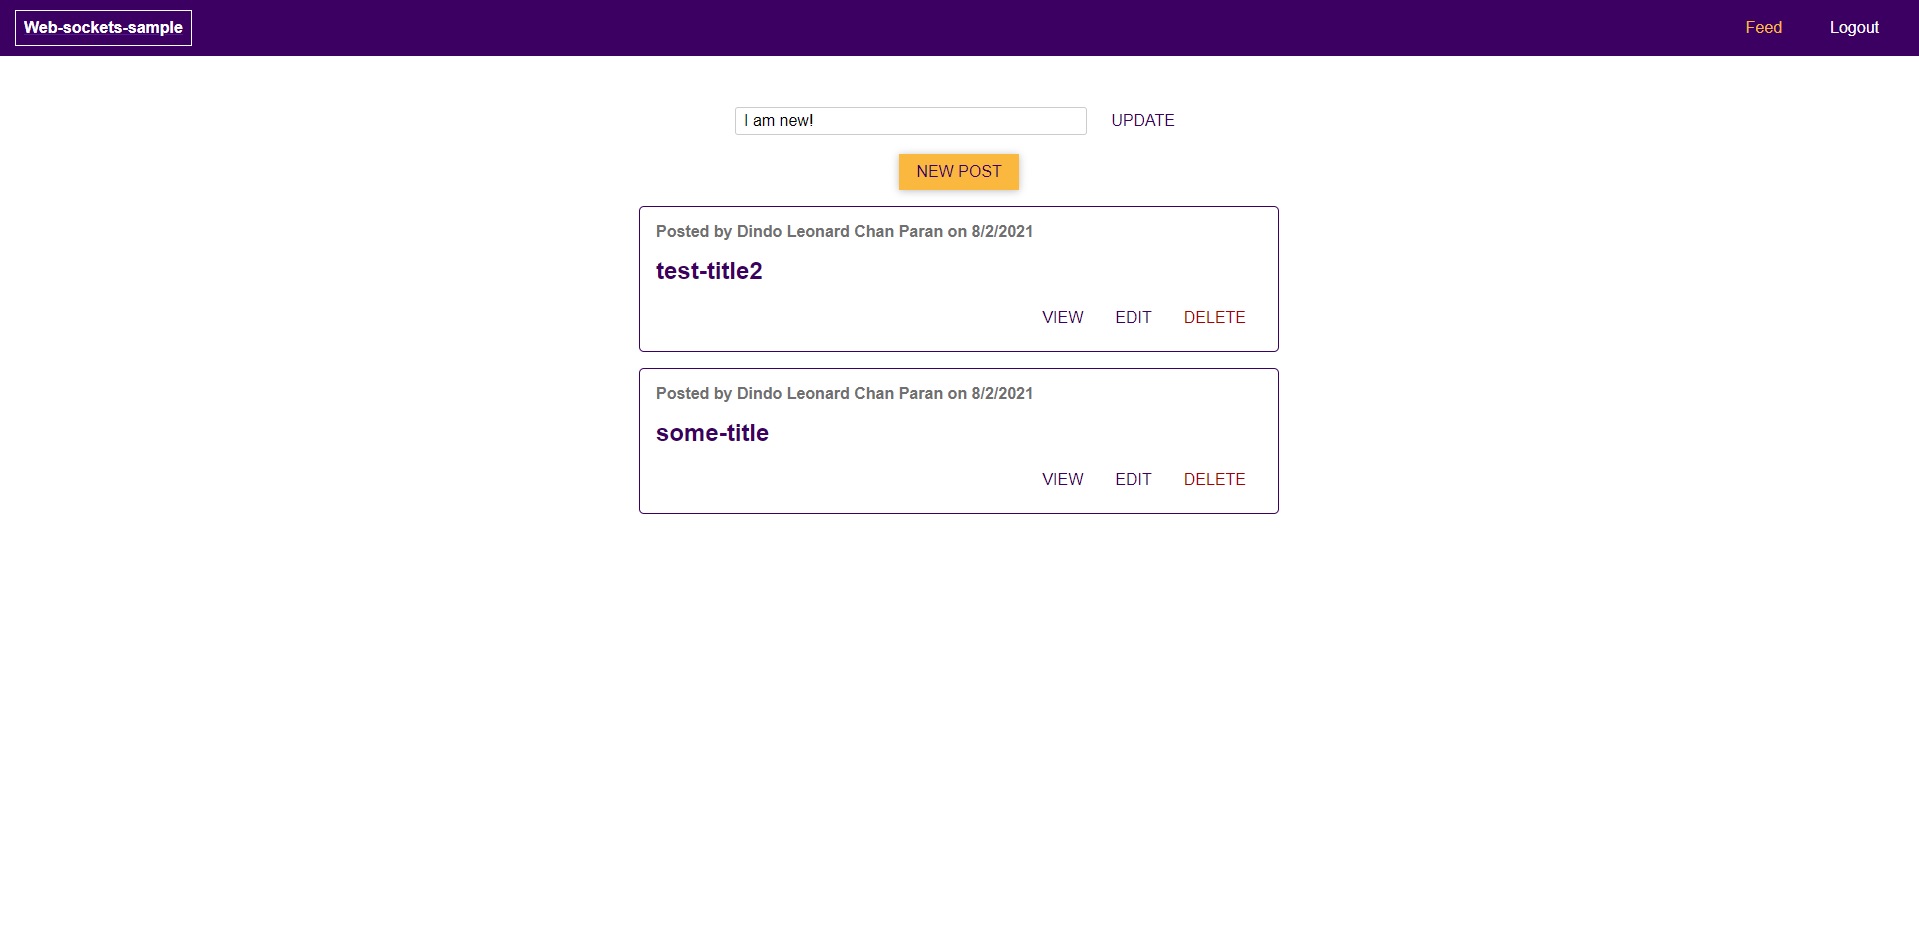 Web-sockets-sample Feed Logout
I am new! UPDATE
NEW POST
Posted by Dindo Leonard Chan Paran on 8/2/2021
test-title2
VIEW EDIT DELETE
Posted by Dindo Leonard Chan Paran on 8/2/2021
some-title
VIEW EDIT DELETE